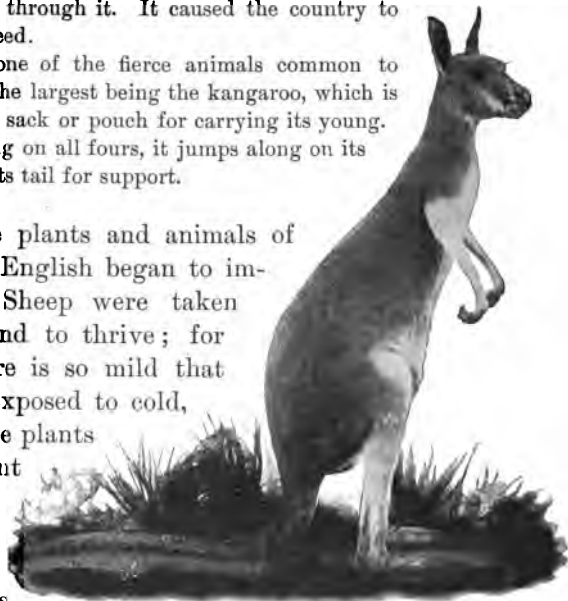 through it. It caused the country to
eed.
one of the fierce animals common to
he largest being the kangaroo, which is
sack or pouch for carrying its young.
g on all fours, it jumps along on its
ts tail for support.
plants and animals of
English began to im-
Sheep were taken
nd to thrive; for
re is so mild that
xposed to cold,
e plants
nt
s